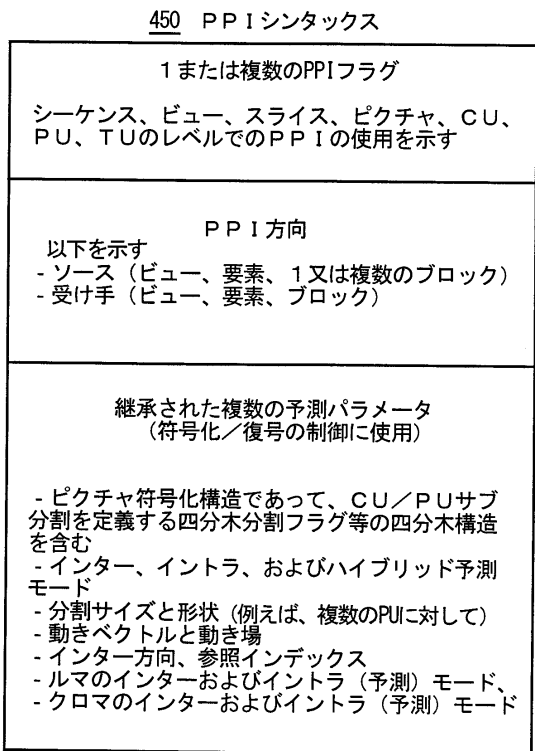 450 ＰＰＩシンタックス
１または複数のPPIフラグ
シーケンス、ビュー、スライス、ピクチャ、ＣＵ、
ＰＵ、ＴＵのレベルでのＰＰＩの使用を示す
ＰＰＩ方向
以下を示す
- ソース（ビュー、要素、１又は複数のブロック）
- 受け手（ビュー、要素、ブロック）
継承された複数の予測パラメータ
（符号化／復号の制御に使用）
- ピクチャ符号化構造であって、ＣＵ／ＰＵサブ
分割を定義する四分木分割フラグ等の四分木構造
を含む
- インター、イントラ、およびハイブリッド予測
モード
- 分割サイズと形状（例えば、複数のPUに対して）
- 動きベクトルと動き場
- インター方向、参照インデックス
- ルマのインターおよびイントラ（予測）モード、
- クロマのインターおよびイントラ（予測）モード